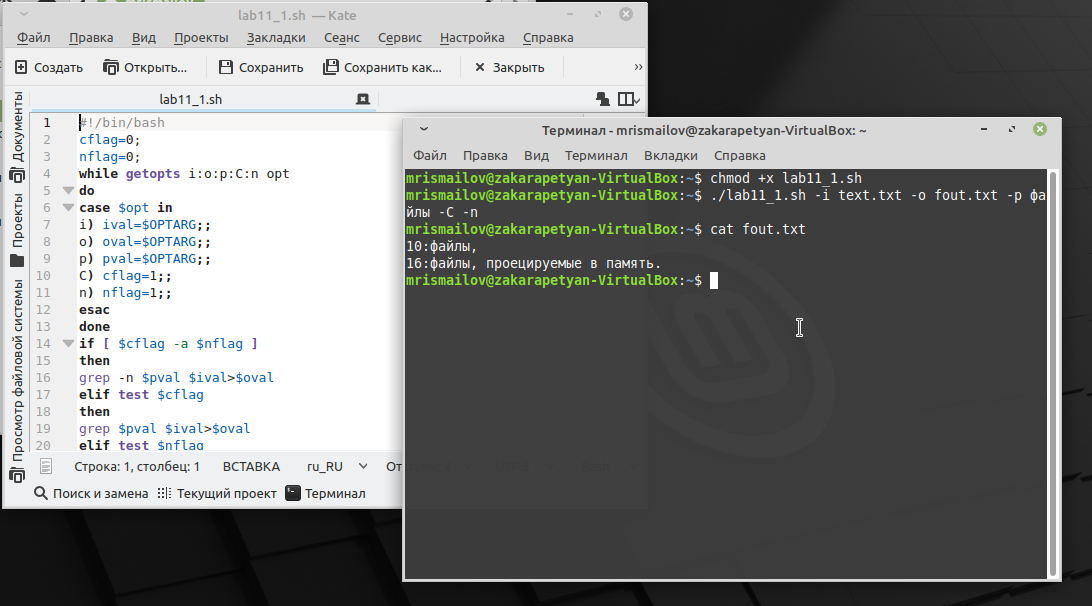 lab11_1.sh — Kate
Файл Правка Вид Проекты Закладки Сеанс Сервис Настройка Справка
Создать Открыть... Сохранить Сохранить как... Закрыть »
lab11_1.sh
Документы
Проекты
Просмотр файловой системы
1 #!/bin/bash
2 cflag=0;
3 nflag=0;
4 while getopts i:o:p:C:n opt
5 do
6 case $opt in
7 i) ival=$OPTARG;;
8 o) oval=$OPTARG;;
9 p) pval=$OPTARG;;
10 C) cflag=1;;
11 n) nflag=1;;
12 esac
13 done
14 if [ $cflag -a $nflag ]
15 then
16 grep -n $pval $ival>$oval
17 elif test $cflag
18 then
19 grep $pval $ival>$oval
20 elif test $nflag
Строка: 1, столбец: 1 ВСТАВКА ru_RU
Поиск и замена Текущий проект Терминал
Терминал - mrismailov@zakarapetyan-VirtualBox: ~
Файл Правка Вид Терминал Вкладки Справка
mrismailov@zakarapetyan-VirtualBox:~$ chmod +x lab11_1.sh
mrismailov@zakarapetyan-VirtualBox:~$ ./lab11_1.sh -i text.txt -o fout.txt -p фа
йлы -C -n
mrismailov@zakarapetyan-VirtualBox:~$ cat fout.txt
10:файлы,
16:файлы, проецируемые в память.
mrismailov@zakarapetyan-VirtualBox:~$